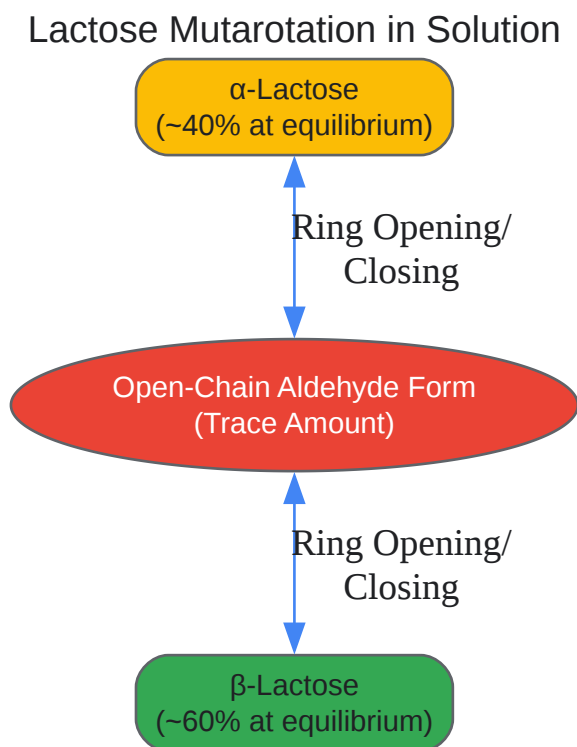 Lactose Mutarotation in Solution
α-Lactose
(~40% at equilibrium)
Ring Opening/
Closing
Open-Chain Aldehyde Form
(Trace Amount)
Ring Opening/
Closing
β-Lactose
(~60% at equilibrium)